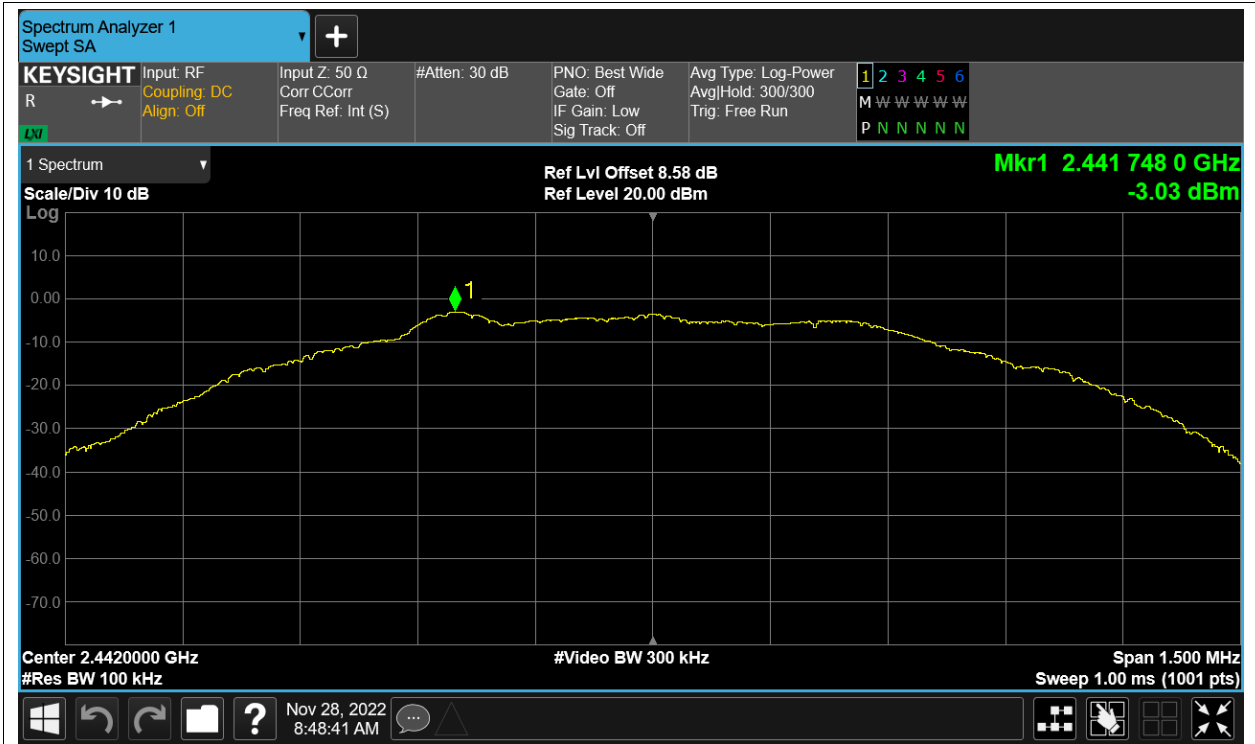 Spectrum Analyzer 1
Swept SA
KEYSIGHT
R
LXI
Input: RF
Coupling: DC
Align: Off
Input Z: 50 Ω
Corr CCorr
Freq Ref: Int (S)
#Atten: 30 dB
PNO: Best Wide
Gate: Off
IF Gain: Low
Sig Track: Off
Avg Type: Log-Power
Avg|Hold: 300/300
Trig: Free Run
1 2 3 4 5 6
M W W W W W W
P N N N N N N
1 Spectrum
Scale/Div 10 dB
Log
Ref Lvl Offset 8.58 dB
Ref Level 20.00 dBm
Mkr1 2.441 748 0 GHz
-3.03 dBm
1
10.0
0.00
-10.0
-20.0
-30.0
-40.0
-50.0
-60.0
-70.0
Center 2.4420000 GHz
#Video BW 300 kHz
Span 1.500 MHz
#Res BW 100 kHz
Sweep 1.00 ms (1001 pts)
?
Nov 28, 2022
8:48:41 AM